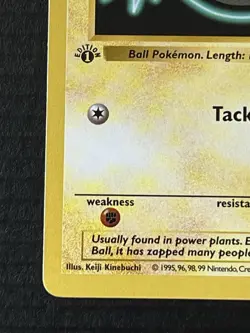 EDITION
1
Ball Pokémon. Length:
Tack
weakness
resista
Usually found in power plants.
Ball, it has zapped many people
Illus. Keiji Kinebuchi
© 1995, 96, 98, 99 Nintendo, Cre